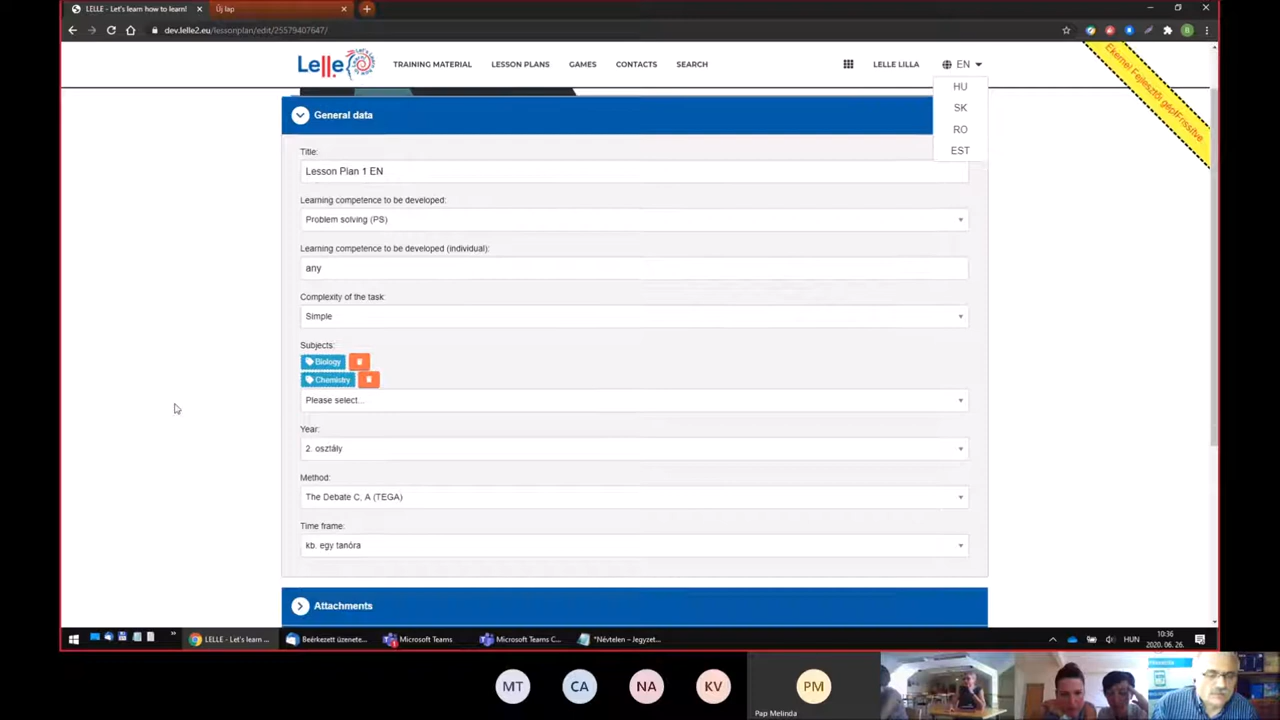 LELLE - Let's learn how to learn!
Új lap
dev.lelle2.eu/lessonplan/edit/25579407647/
B
Lelle Let's Learn
TRAINING MATERIAL
LESSON PLANS
GAMES
CONTACTS
SEARCH
LELLE LILLA
EN
HU
SK
RO
EST
General data
Title:
Lesson Plan 1 EN
Learning competence to be developed:
Problem solving (PS)
Learning competence to be developed (individual):
any
Complexity of the task:
Simple
Subjects:
Biology
Chemistry
Please select...
Year:
2. osztály
Method:
The Debate C, A (TEGA)
Time frame:
kb. egy tanóra
Attachments
LELLE - Let's learn ...
Beérkezett üzenete...
Microsoft Teams
Microsoft Teams C...
*Névtelen – Jegyzet...
HUN
10:36
2020. 06. 26.
MT
CA
NA
KV
PM
Pap Melinda